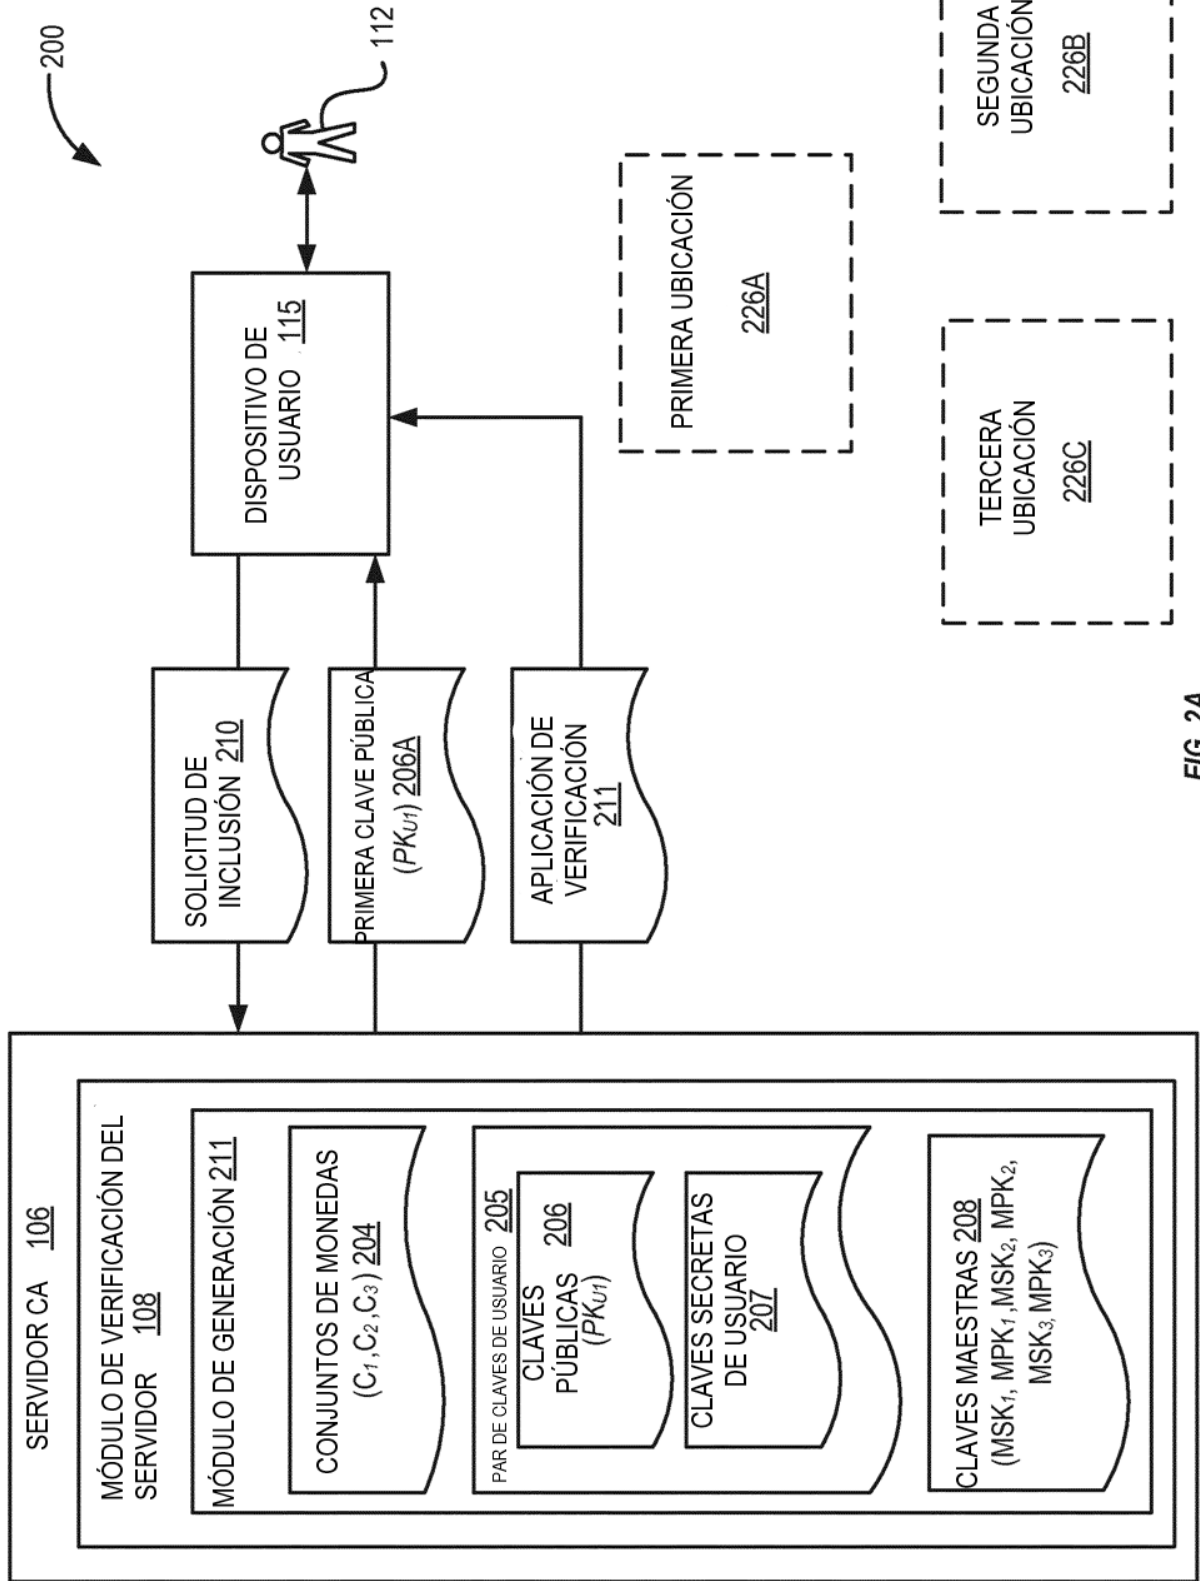 200
SERVIDOR CA 106
MÓDULO DE VERIFICACIÓN DEL
SERVIDOR 108
MÓDULO DE GENERACIÓN 211
CONJUNTOS DE MONEDAS
(C1, C2, C3) 204
PAR DE CLAVES DE USUARIO 205
CLAVES
PÚBLICAS 206
(PKU1)
CLAVES SECRETAS
DE USUARIO
207
CLAVES MAESTRAS 208
(MSK1, MPK1, MSK2, MPK2,
MSK3, MPK3)
SOLICITUD DE
INCLUSIÓN 210
PRIMERA CLAVE PÚBLICA
(PKU1) 206A
APLICACIÓN DE
VERIFICACIÓN
211
DISPOSITIVO DE
USUARIO 115
112
PRIMERA UBICACIÓN
226A
TERCERA
UBICACIÓN
226C
SEGUNDA
UBICACIÓN
226B
FIG. 2A